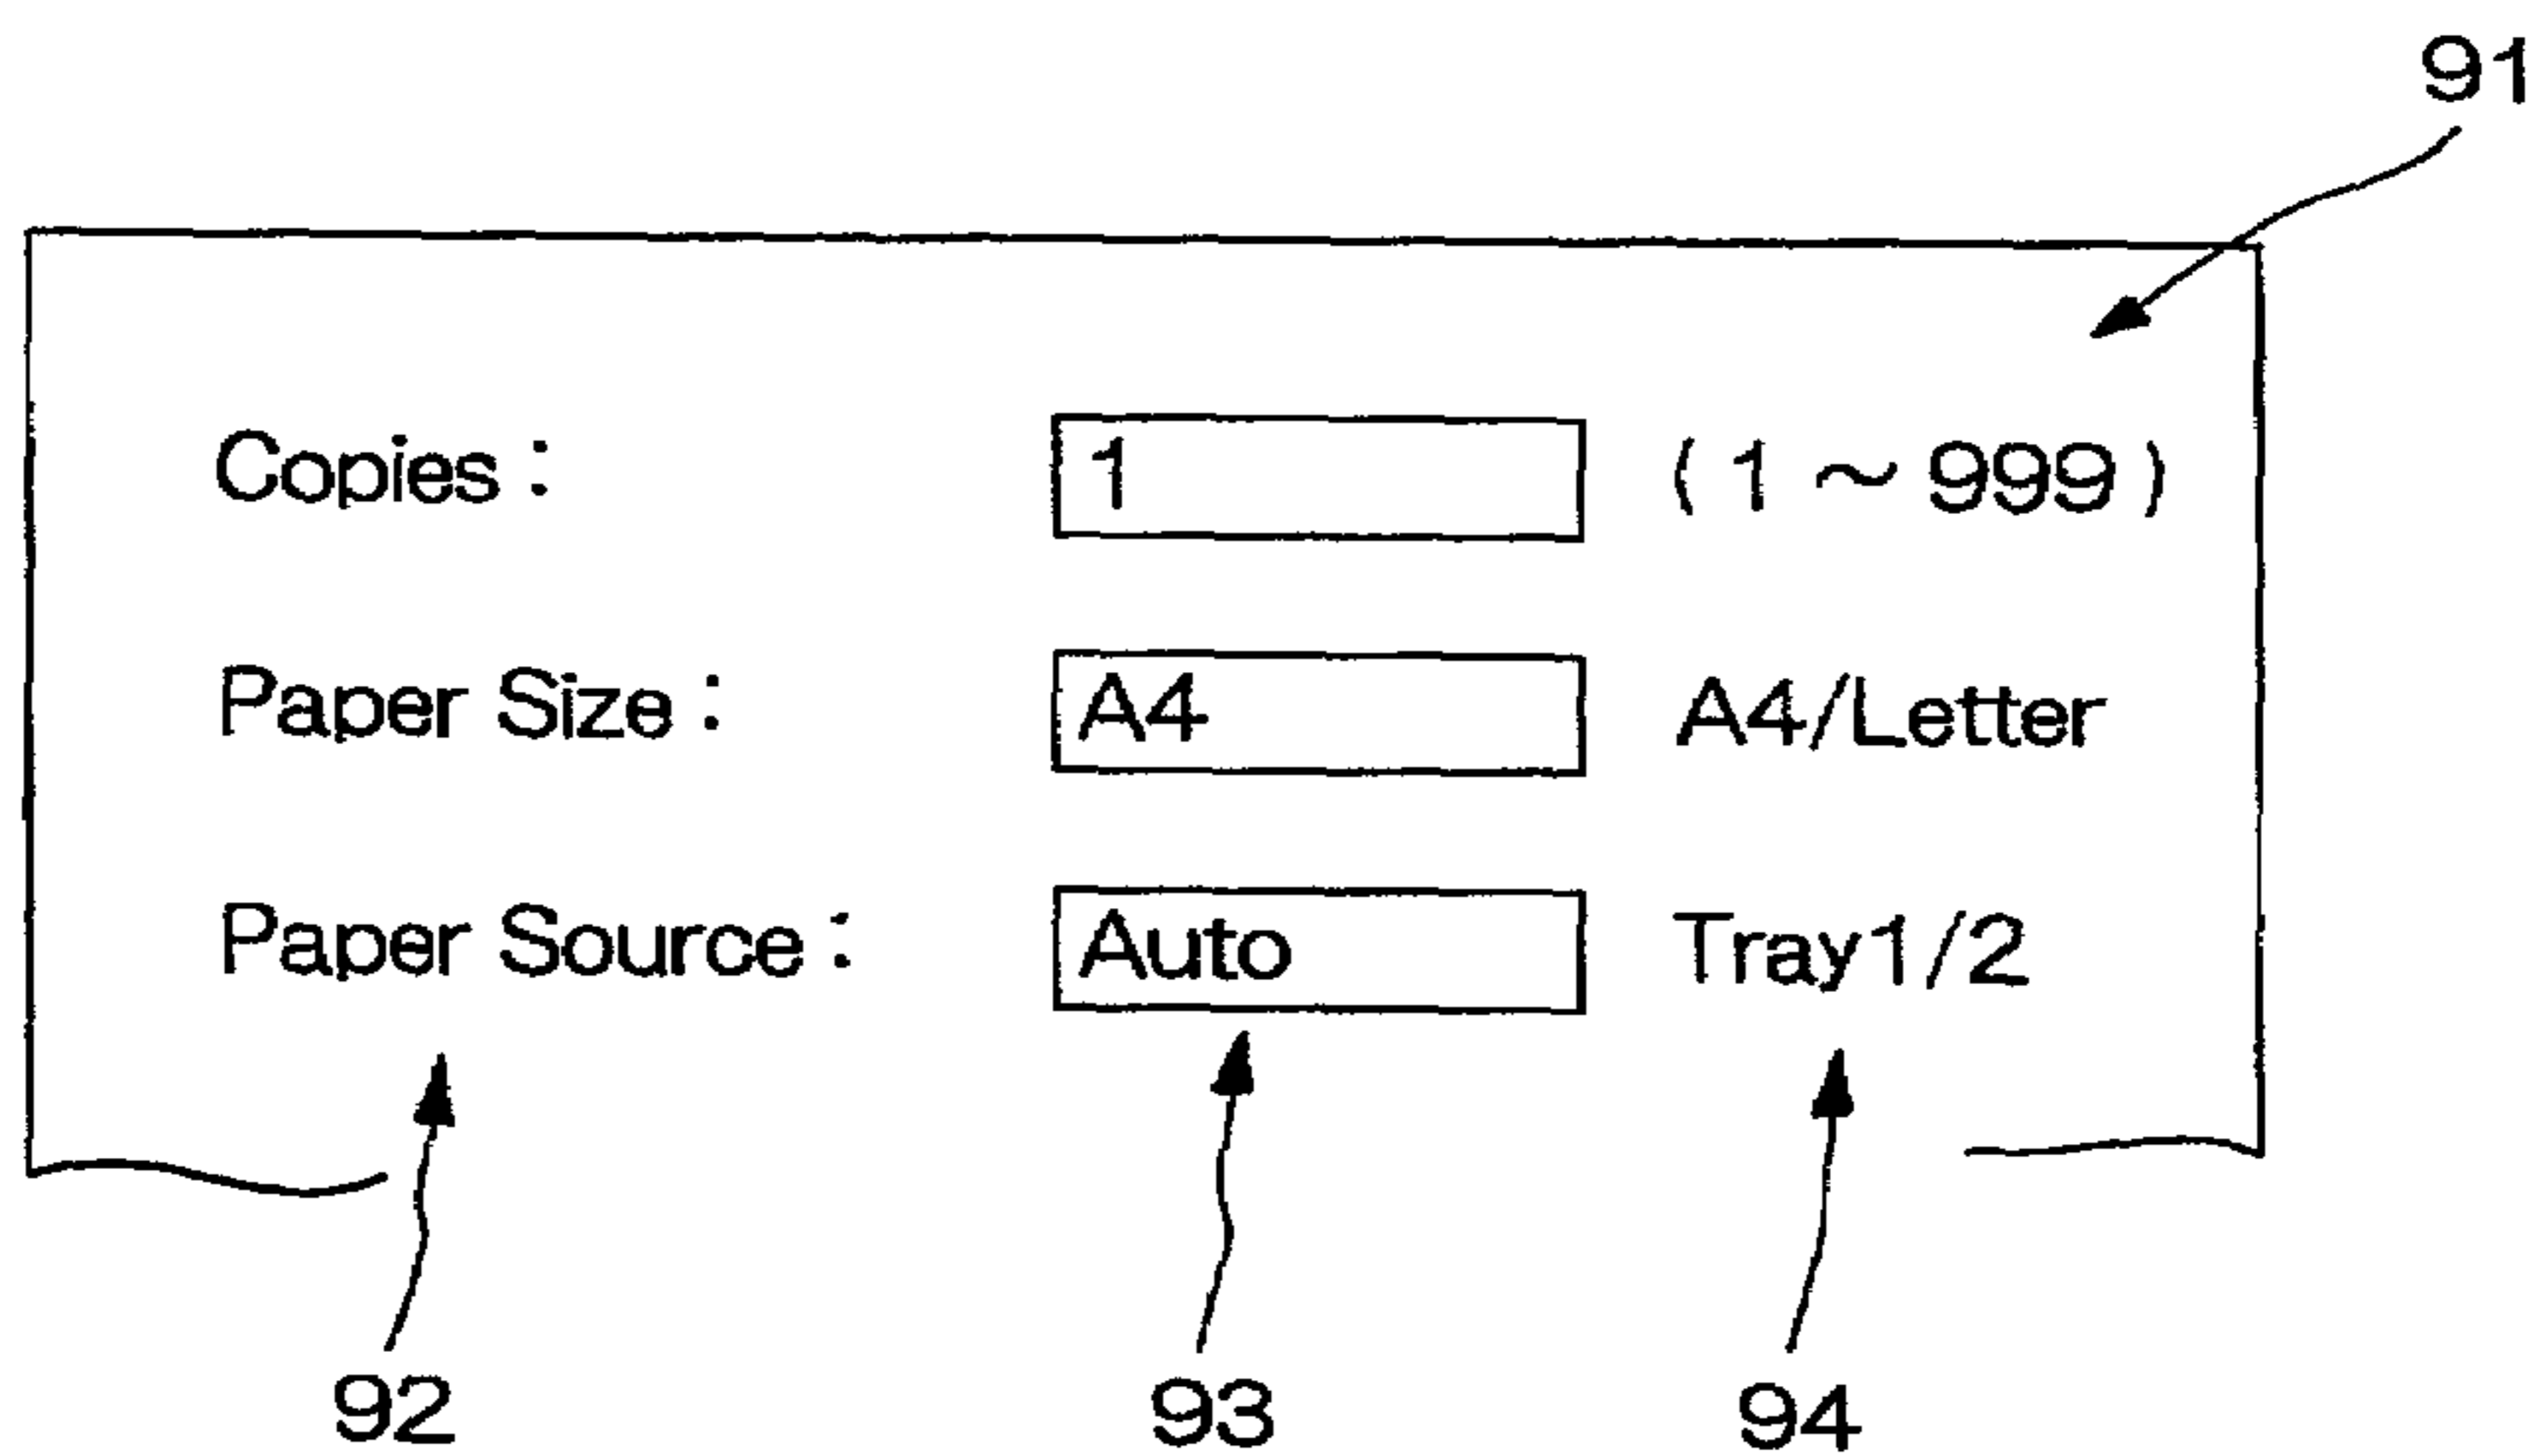 91
Copies : 1 ( 1 ～ 999 )
Paper Size : A4 A4/Letter
Paper Source : Auto Tray1/2
92 93 94